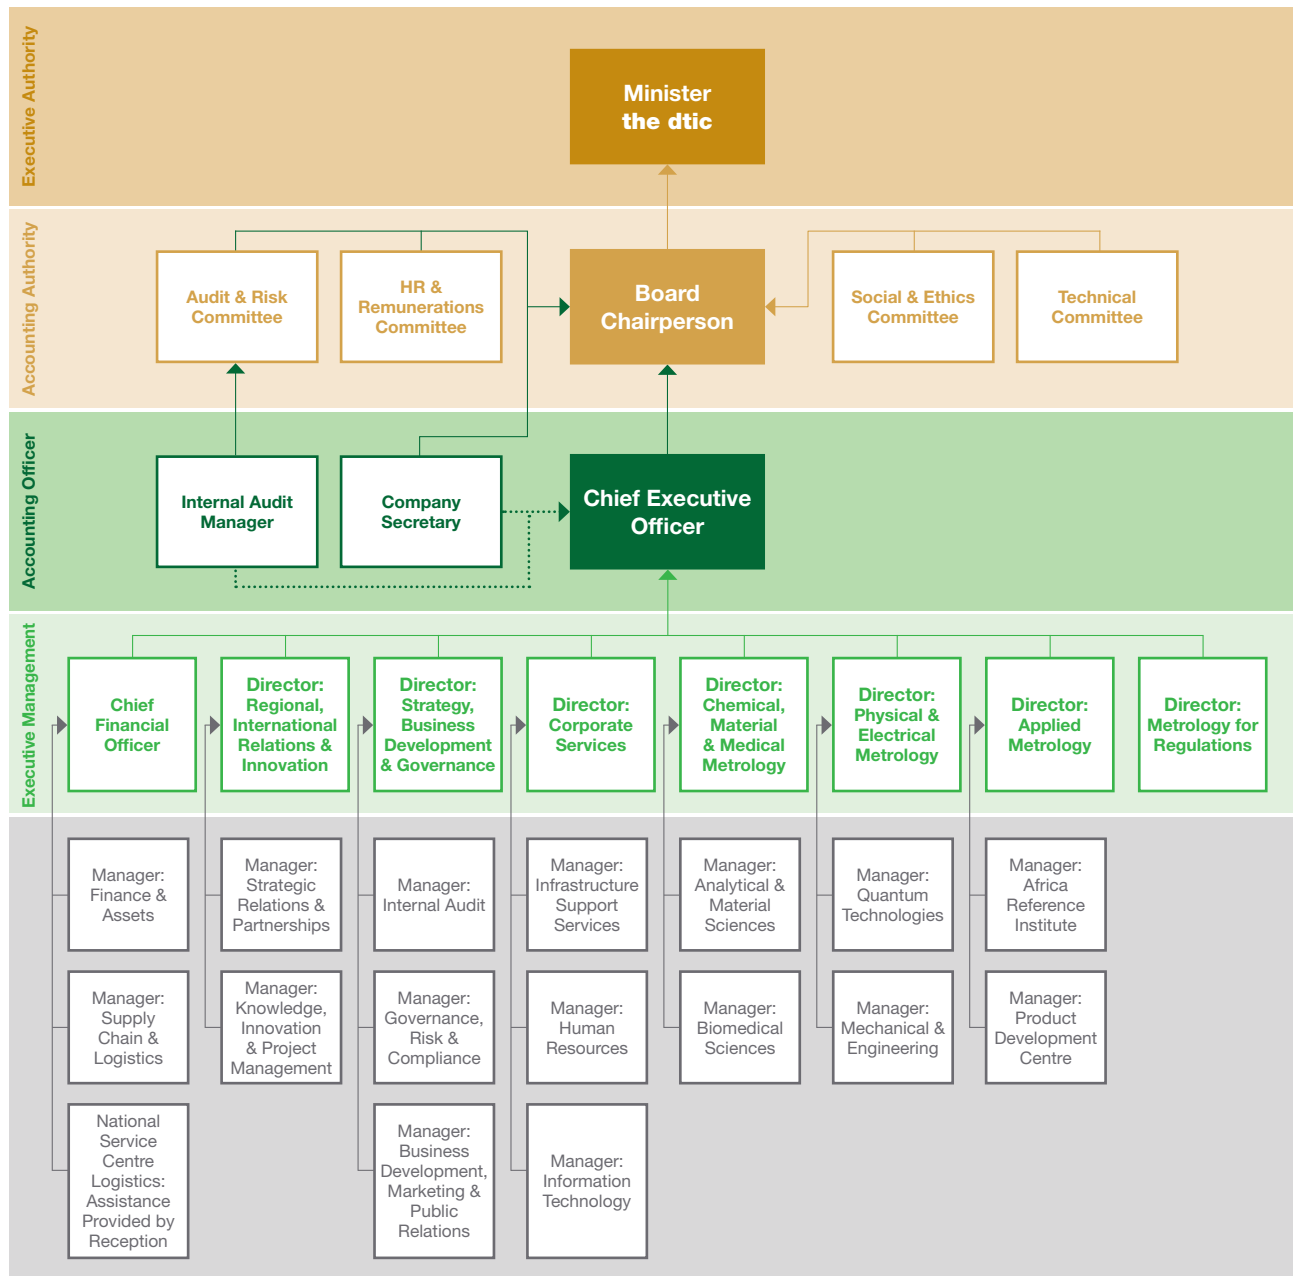 Executive Authority
Minister
the dtic
Accounting Authority
Audit & Risk
Committee
HR &
Remunerations
Committee
Board
Chairperson
Social & Ethics
Committee
Technical
Committee
Accounting Officer
Internal Audit
Manager
Company
Secretary
Chief Executive
Officer
Executive Management
Chief
Financial
Officer
Director:
Regional,
International
Relations &
Innovation
Director:
Strategy,
Business
Development
& Governance
Director:
Corporate
Services
Director:
Chemical,
Material
& Medical
Metrology
Director:
Physical &
Electrical
Metrology
Director:
Applied
Metrology
Director:
Metrology for
Regulations
Manager:
Finance &
Assets
Manager:
Strategic
Relations &
Partnerships
Manager:
Internal Audit
Manager:
Infrastructure
Support
Services
Manager:
Analytical &
Material
Sciences
Manager:
Quantum
Technologies
Manager:
Africa
Reference
Institute
Manager:
Supply
Chain &
Logistics
Manager:
Knowledge,
Innovation
& Project
Management
Manager:
Governance,
Risk &
Compliance
Manager:
Human
Resources
Manager:
Biomedical
Sciences
Manager:
Mechanical &
Engineering
Manager:
Product
Development
Centre
National
Service
Centre
Logistics:
Assistance
Provided by
Reception
Manager:
Business
Development,
Marketing &
Public
Relations
Manager:
Information
Technology